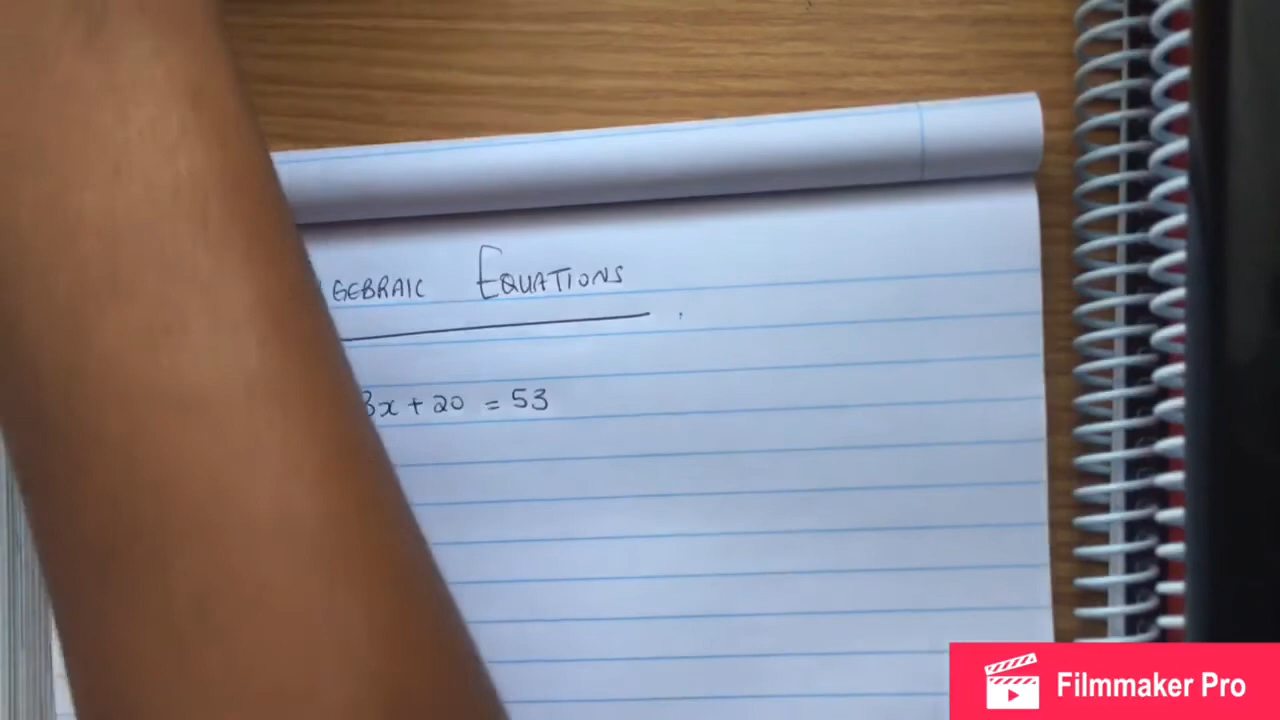 GEBRAIC EQUATIONS
3x + 20 = 53
Filmmaker Pro